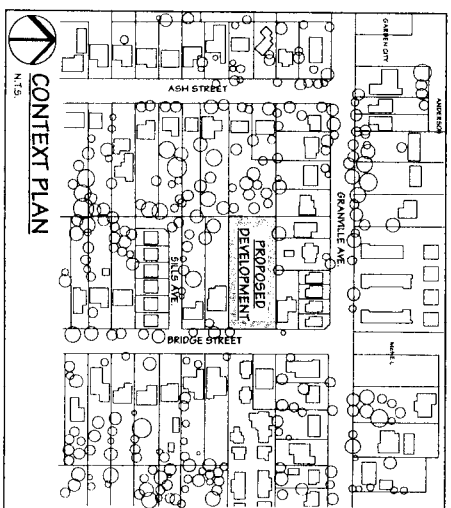 GARDEN CITY
ANDERSON
ASH STREET
GRANVILLE AVE.
PROPOSED
DEVELOPMENT
SILLS AVE.
BRIDGE STREET
CONTEXT PLAN
N.T.S.